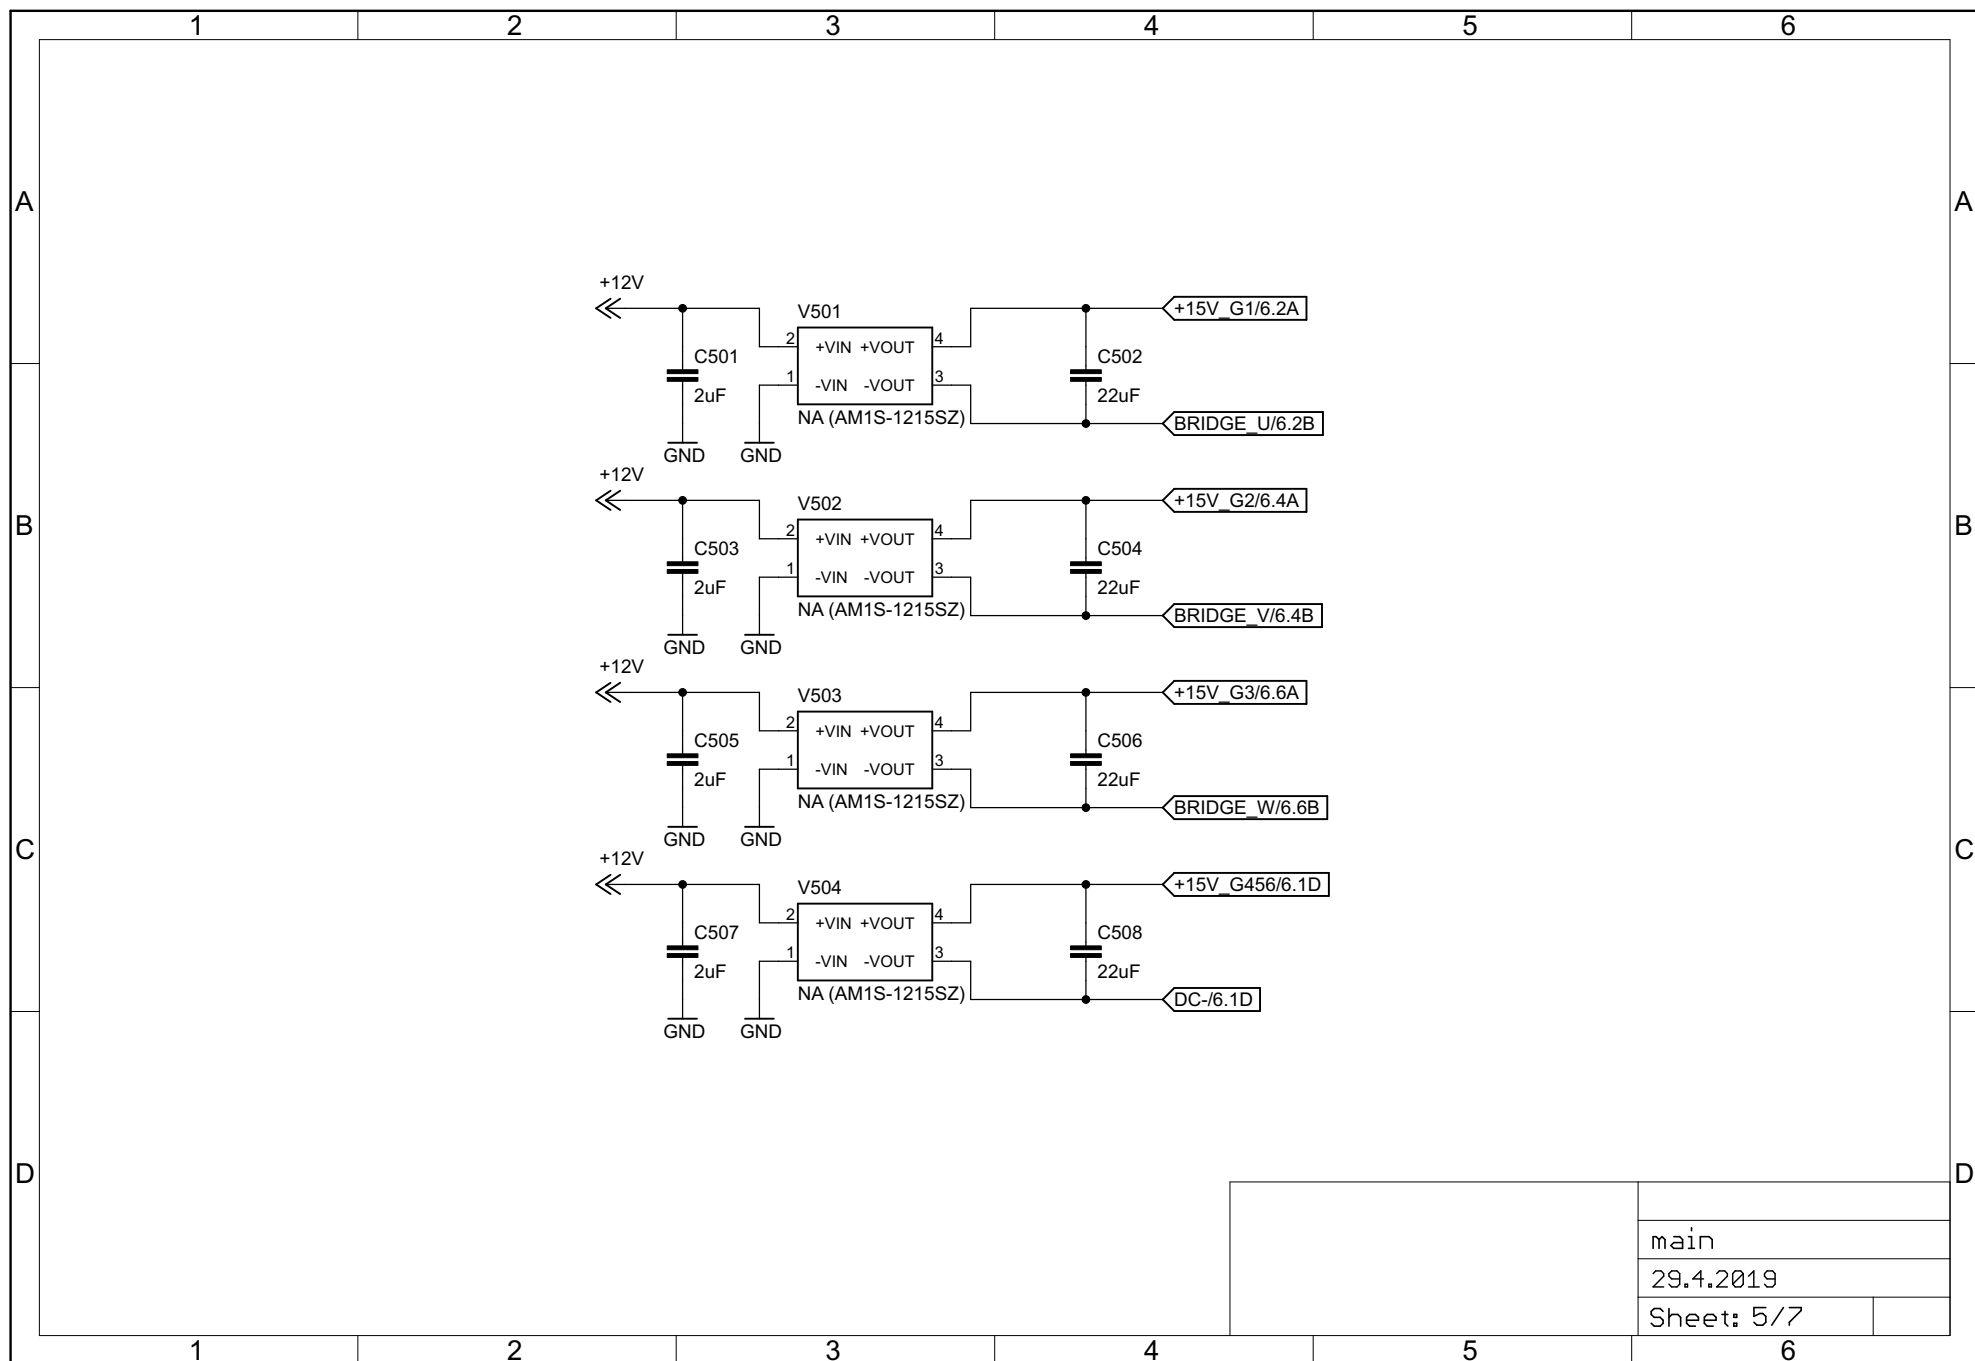 1 2 3 4 5 6
A A
+12V
V501
+15V_G1/6.2A
2 +VIN +VOUT 4
C501 C502
1 -VIN -VOUT 3
2uF 22uF
NA (AM1S-1215SZ)
BRIDGE_U/6.2B
GND GND
+12V
V502
+15V_G2/6.4A
B B
2 +VIN +VOUT 4
C503 C504
1 -VIN -VOUT 3
2uF 22uF
NA (AM1S-1215SZ)
BRIDGE_V/6.4B
GND GND
+12V
V503
+15V_G3/6.6A
2 +VIN +VOUT 4
C505 C506
1 -VIN -VOUT 3
2uF 22uF
NA (AM1S-1215SZ)
BRIDGE_W/6.6B
GND GND
C C
+12V
V504
+15V_G456/6.1D
2 +VIN +VOUT 4
C507 C508
1 -VIN -VOUT 3
2uF 22uF
NA (AM1S-1215SZ)
DC-/6.1D
GND GND
D D
main
29.4.2019
Sheet: 5/7
1 2 3 4 5 6